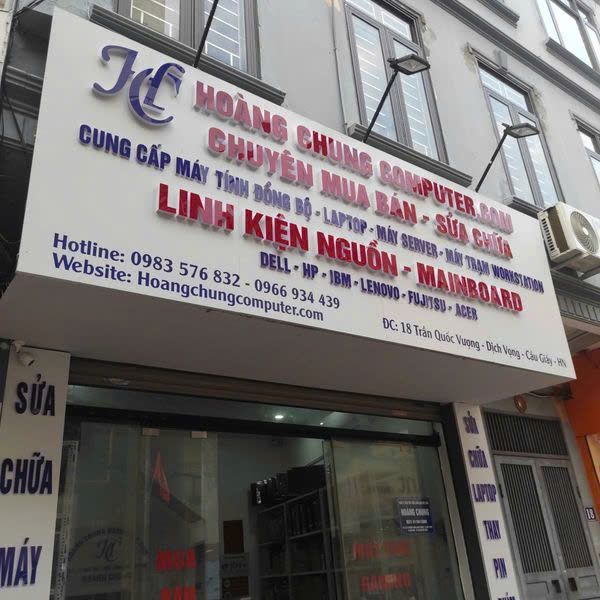 HC
HOÀNG CHUNG COMPUTER.COM
CHUYÊN MUA BÁN - SỬA CHỮA
CUNG CẤP MÁY TÍNH ĐỒNG BỘ - LAPTOP - MÁY SERVER - MÁY TRẠM WORKSTATION
LINH KIỆN NGUỒN - MAINBOARD
DELL - HP - IBM - LENOVO - FUJITSU - ACER
Hotline: 0983 576 832 - 0966 934 439
Website: Hoangchungcomputer.com
ĐC: 18 Trần Quốc Vượng - Dịch Vọng - Cầu Giấy - HN
SỬA
CHỮA
MÁY
SỬA
CHỮA
LAPTOP
THAY
PIN
HOÀNG CHUNG
MUA
18